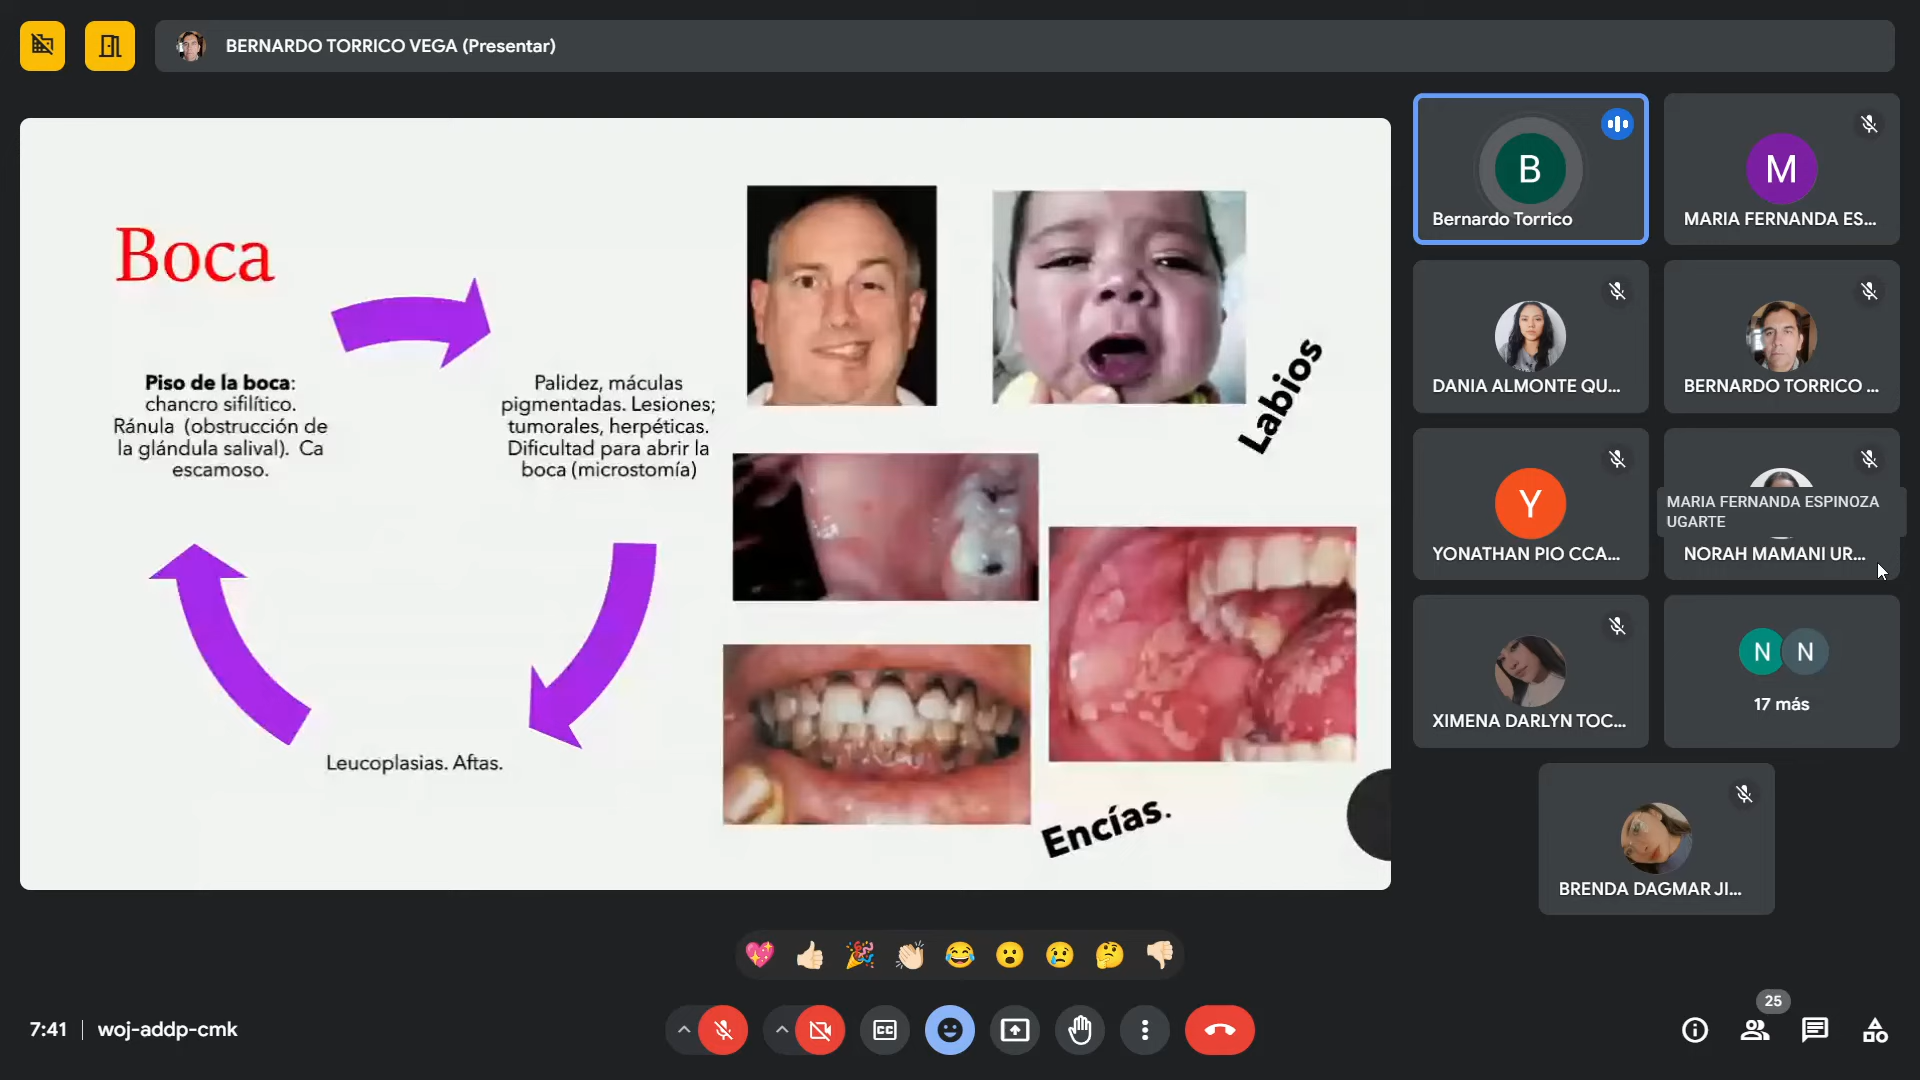 BERNARDO TORRICO VEGA (Presentar)
Boca
Piso de la boca:
chancro sifilítico.
Ránula (obstrucción de
la glándula salival). Ca
escamoso.
Palidez, máculas
pigmentadas. Lesiones;
tumorales, herpéticas.
Dificultad para abrir la
boca (microstomía)
Leucoplasias. Aftas.
Labios
Encías.
B
Bernardo Torrico
M
MARIA FERNANDA ES...
DANIA ALMONTE QU...
BERNARDO TORRICO ...
Y
YONATHAN PIO CCA...
MARIA FERNANDA ESPINOZA
UGARTE
NORAH MAMANI UR...
XIMENA DARLYN TOC...
N N
17 más
BRENDA DAGMAR JI...
7:41 | woj-addp-cmk
CC
25